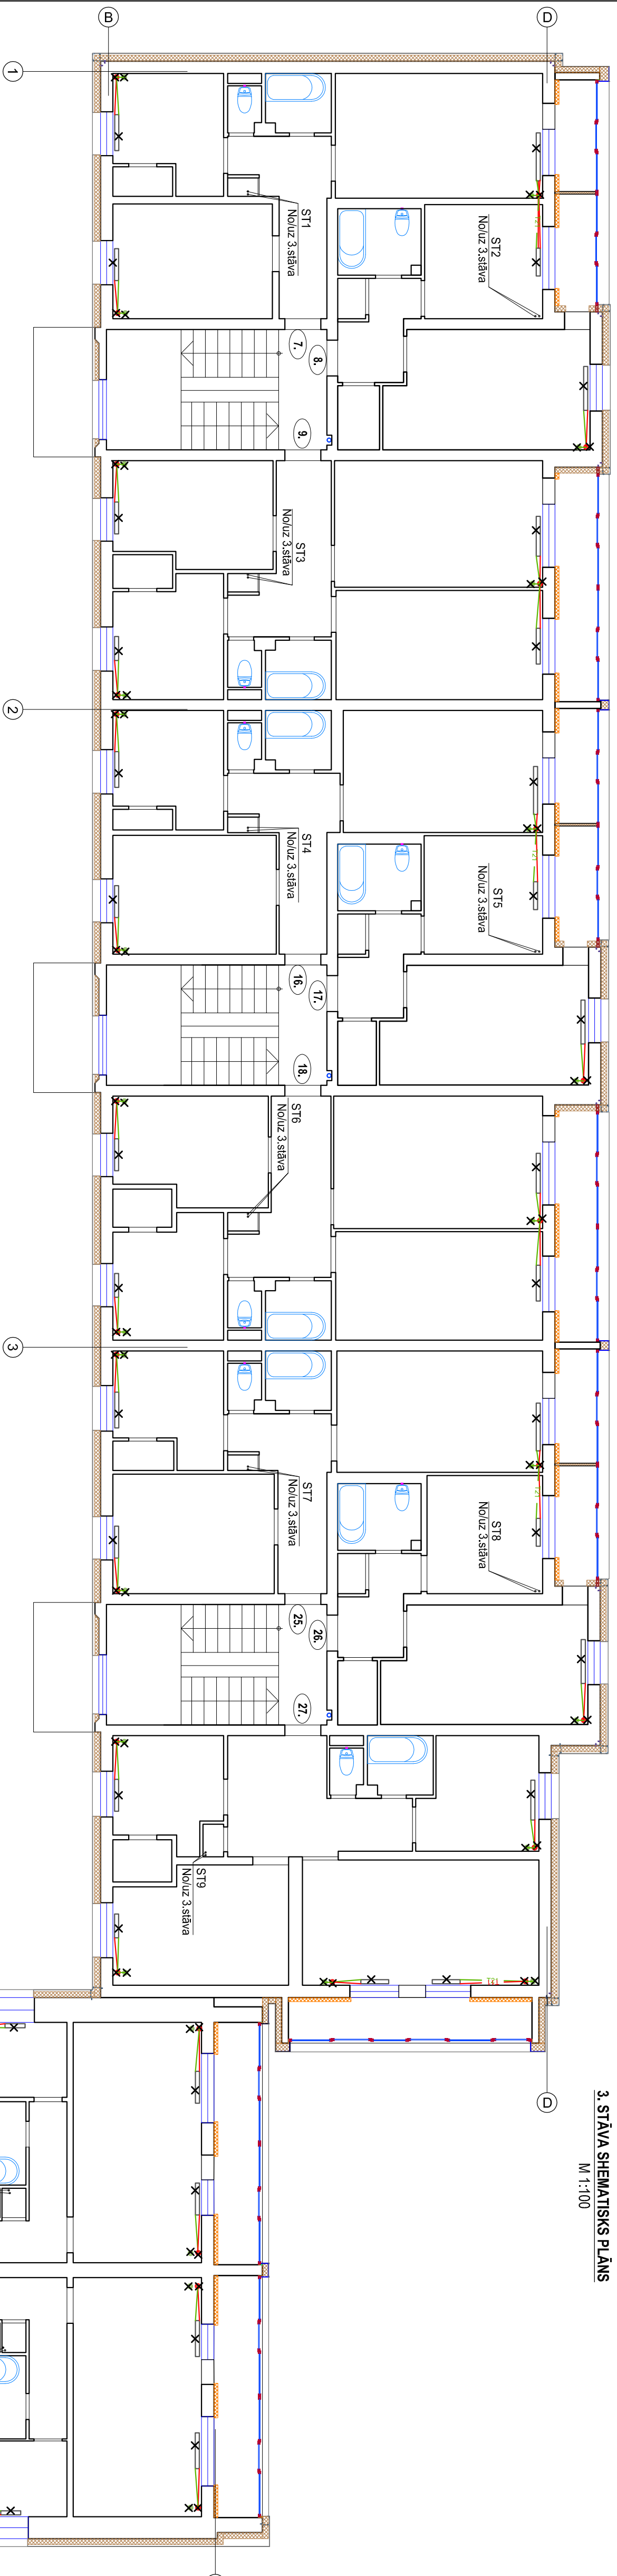 B
D
1
ST1
No/uz 3.stāva
ST2
No/uz 3.stāva
7.
8.
9.
ST3
No/uz 3.stāva
2
ST4
No/uz 3.stāva
ST5
No/uz 3.stāva
16.
17.
18.
ST6
No/uz 3.stāva
3
ST7
No/uz 3.stāva
ST8
No/uz 3.stāva
25.
26.
27.
ST9
No/uz 3.stāva
D
3. STĀVA SHEMATISKS PLĀNS
M 1:100